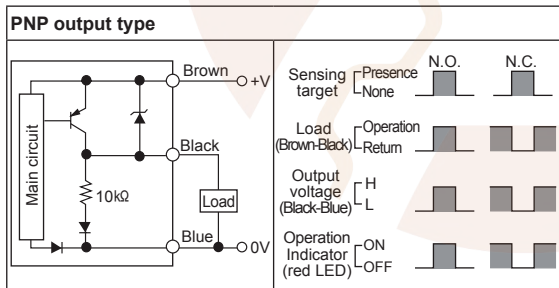 PNP output type
Main circuit
10kΩ
Brown
+V
Black
Load
Blue
0V
N.O. N.C.
Sensing target
Presence
None
Load
(Brown-Black)
Operation
Return
Output voltage
(Black-Blue)
H
L
Operation Indicator
(red LED)
ON
OFF